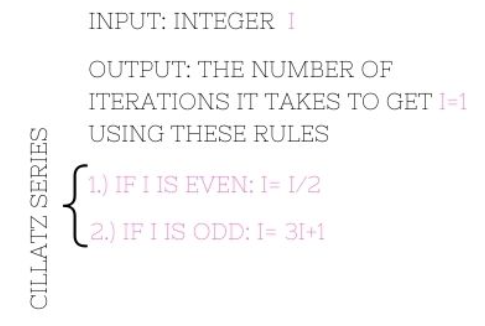 INPUT: INTEGER I
OUTPUT: THE NUMBER OF
ITERATIONS IT TAKES TO GET I=1
USING THESE RULES
CILLATZ SERIES
1.) IF I IS EVEN: I= I/2
2.) IF I IS ODD: I= 3I+1